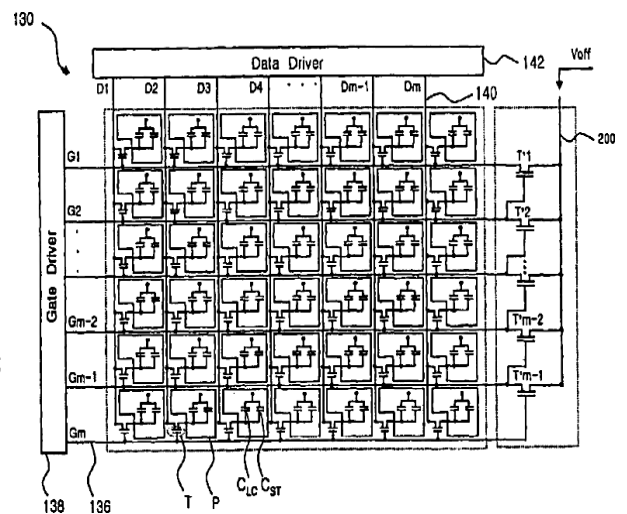 130
Data Driver
142
Voff
D1 D2 D3 D4 · · · Dm-1 Dm
140
200
G1
T'1
G2
T'2
Gate Driver
Gm-2
T'm-2
Gm-1
T'm-1
Gm
138
136
T
P
CLC
CST